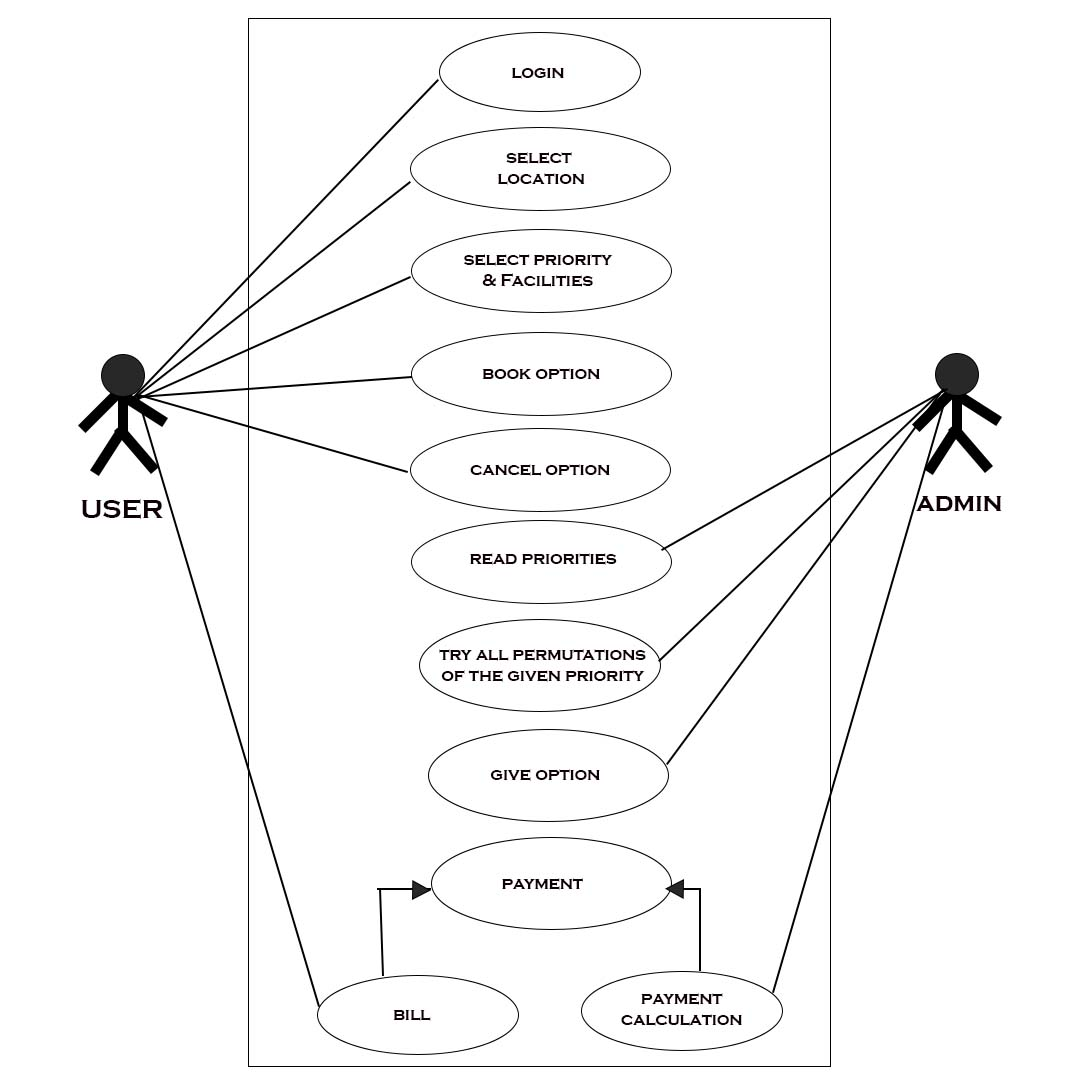 LOGIN
SELECT
LOCATION
SELECT PRIORITY
& FACILITIES
BOOK OPTION
CANCEL OPTION
USER
ADMIN
READ PRIORITIES
TRY ALL PERMUTATIONS
OF THE GIVEN PRIORITY
GIVE OPTION
PAYMENT
BILL
PAYMENT
CALCULATION